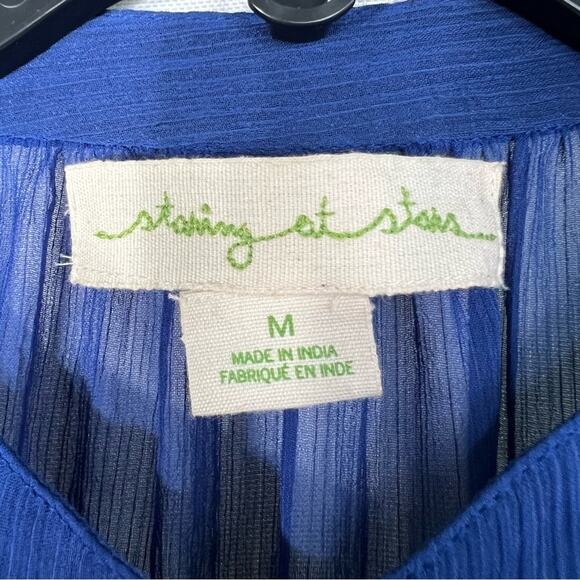 staring at stars...
M
MADE IN INDIA
FABRIQUÉ EN INDE